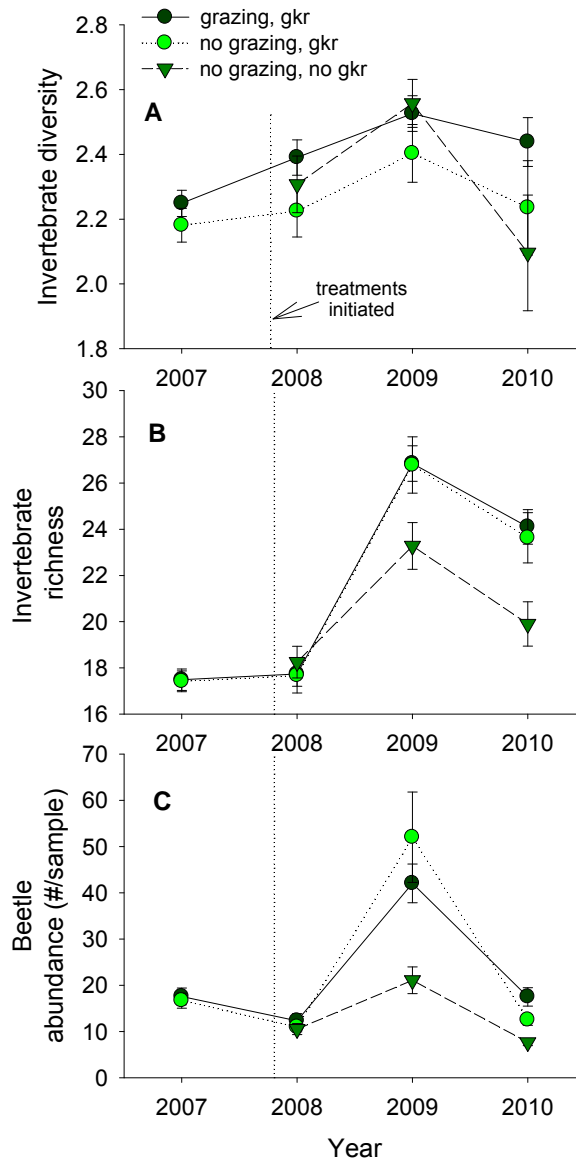 grazing, gkr
no grazing, gkr
no grazing, no gkr
A
Invertebrate diversity
2.8
2.6
2.4
2.2
2.0
1.8
treatments
initiated
2007 2008 2009 2010
B
Invertebrate
richness
30
28
26
24
22
20
18
16
2007 2008 2009 2010
C
Beetle
abundance (#/sample)
70
60
50
40
30
20
10
0
2007 2008 2009 2010
Year